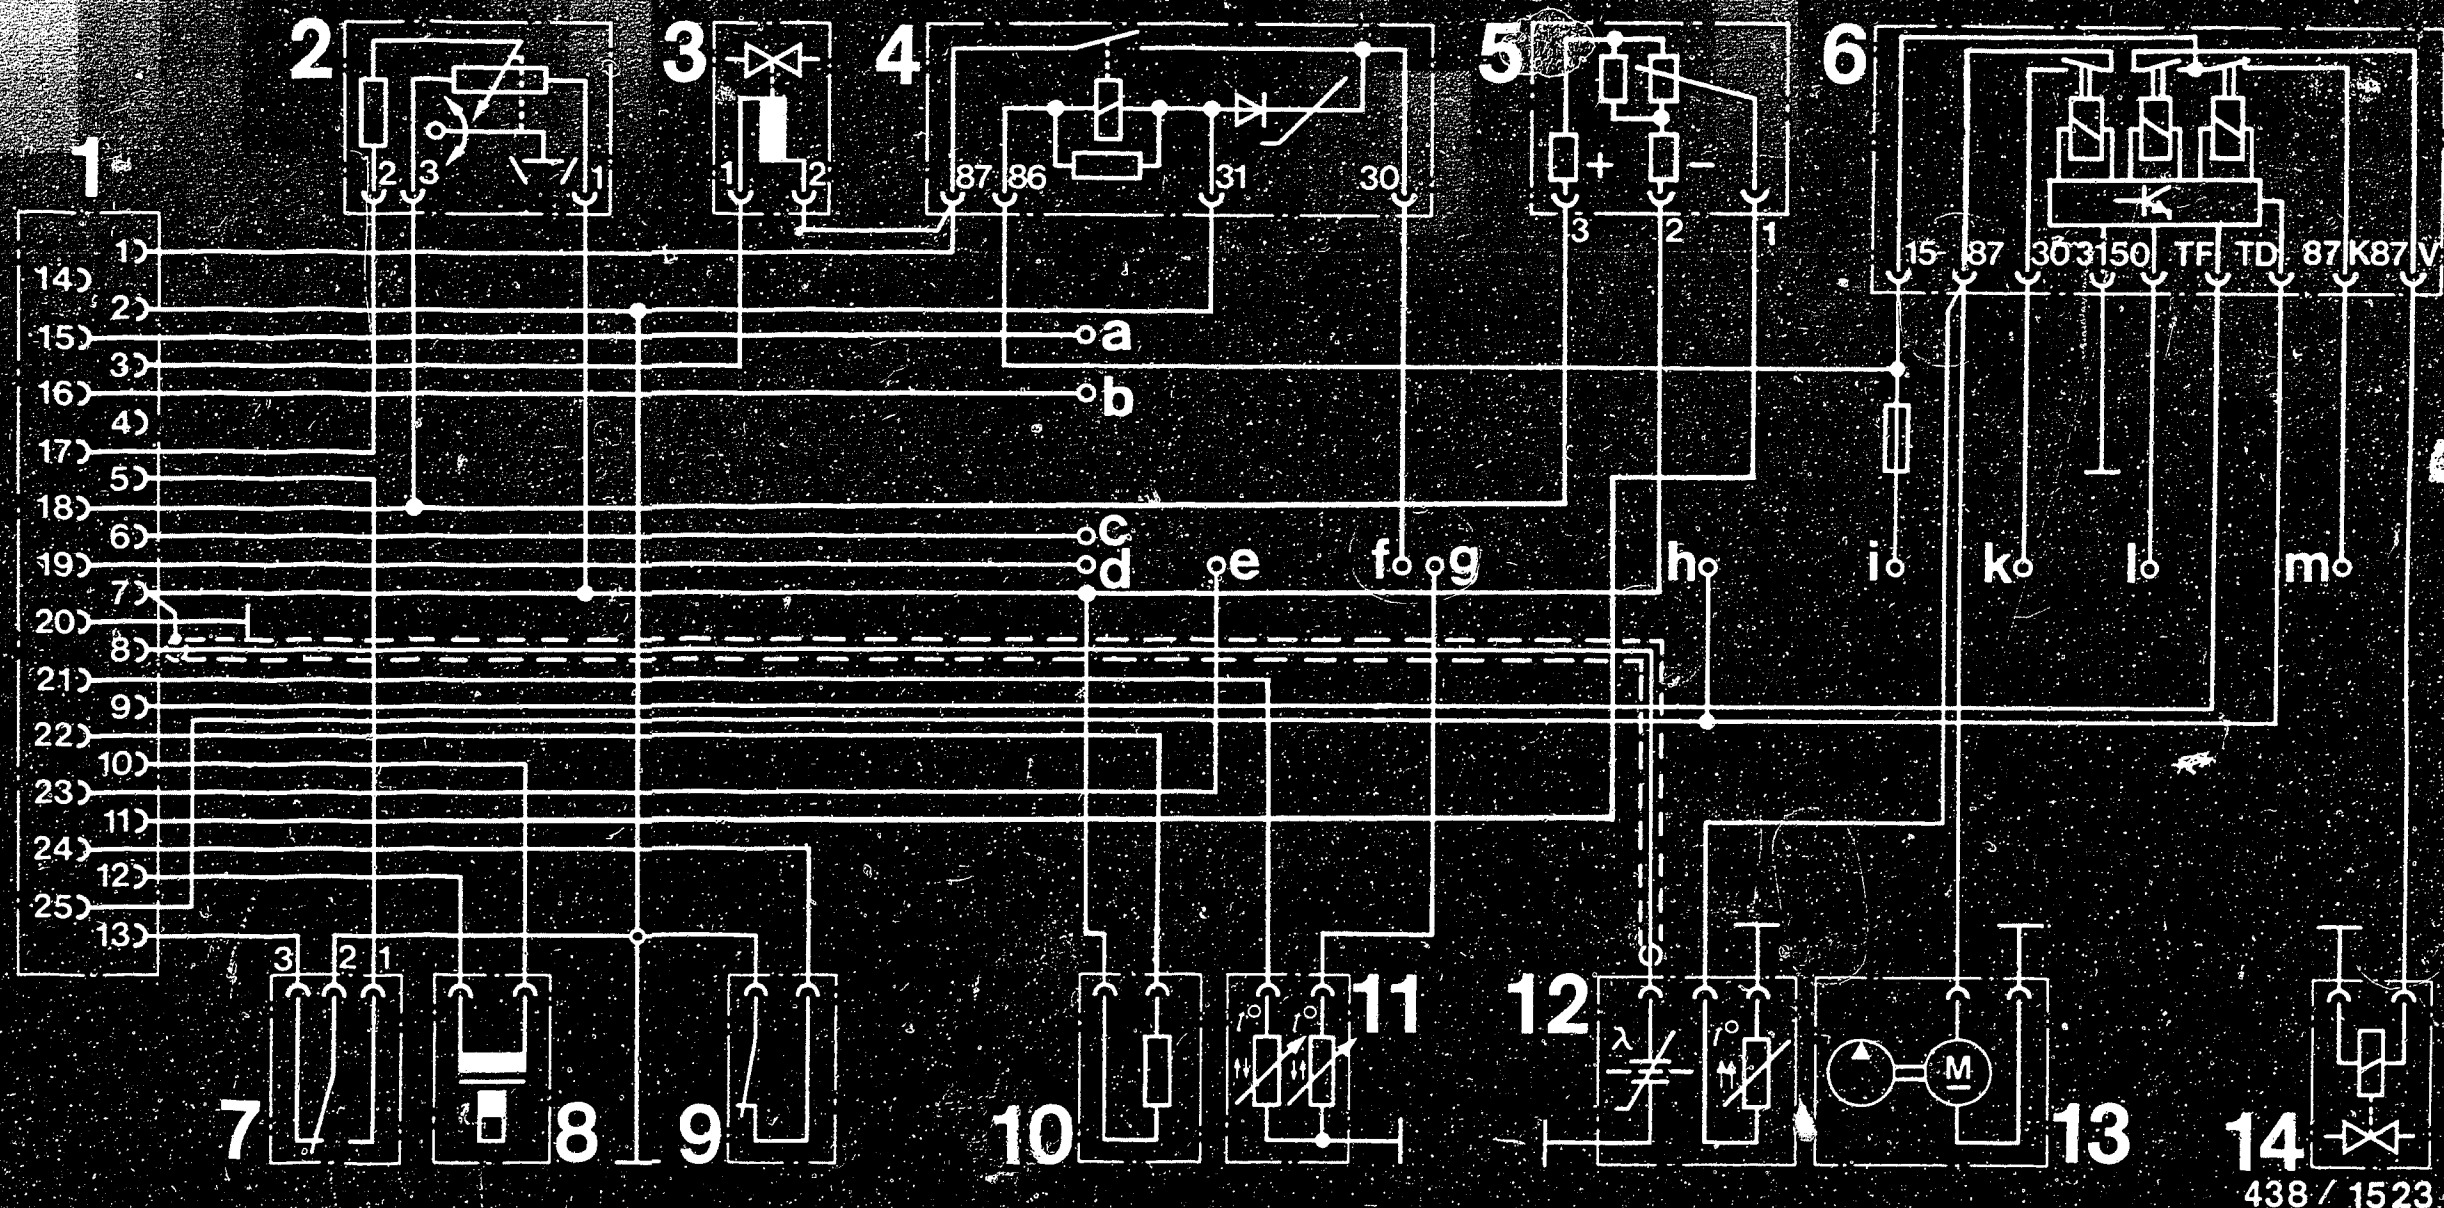 2 3 4 5 6
1
2 3 1
1 2
87 86 31 30
+ −
3 2 1
15 87 30 31 50 TF TD 87K 87V
1
14
2
15 a
3
16 b
4
17
5
18
6 c
19 d e f g h i k l m
7
20
8
21
9
22
10
23
11
24
12
25
13
3 2 1
λ
M
7 8 9 10 11 12 13 14
438 / 1523